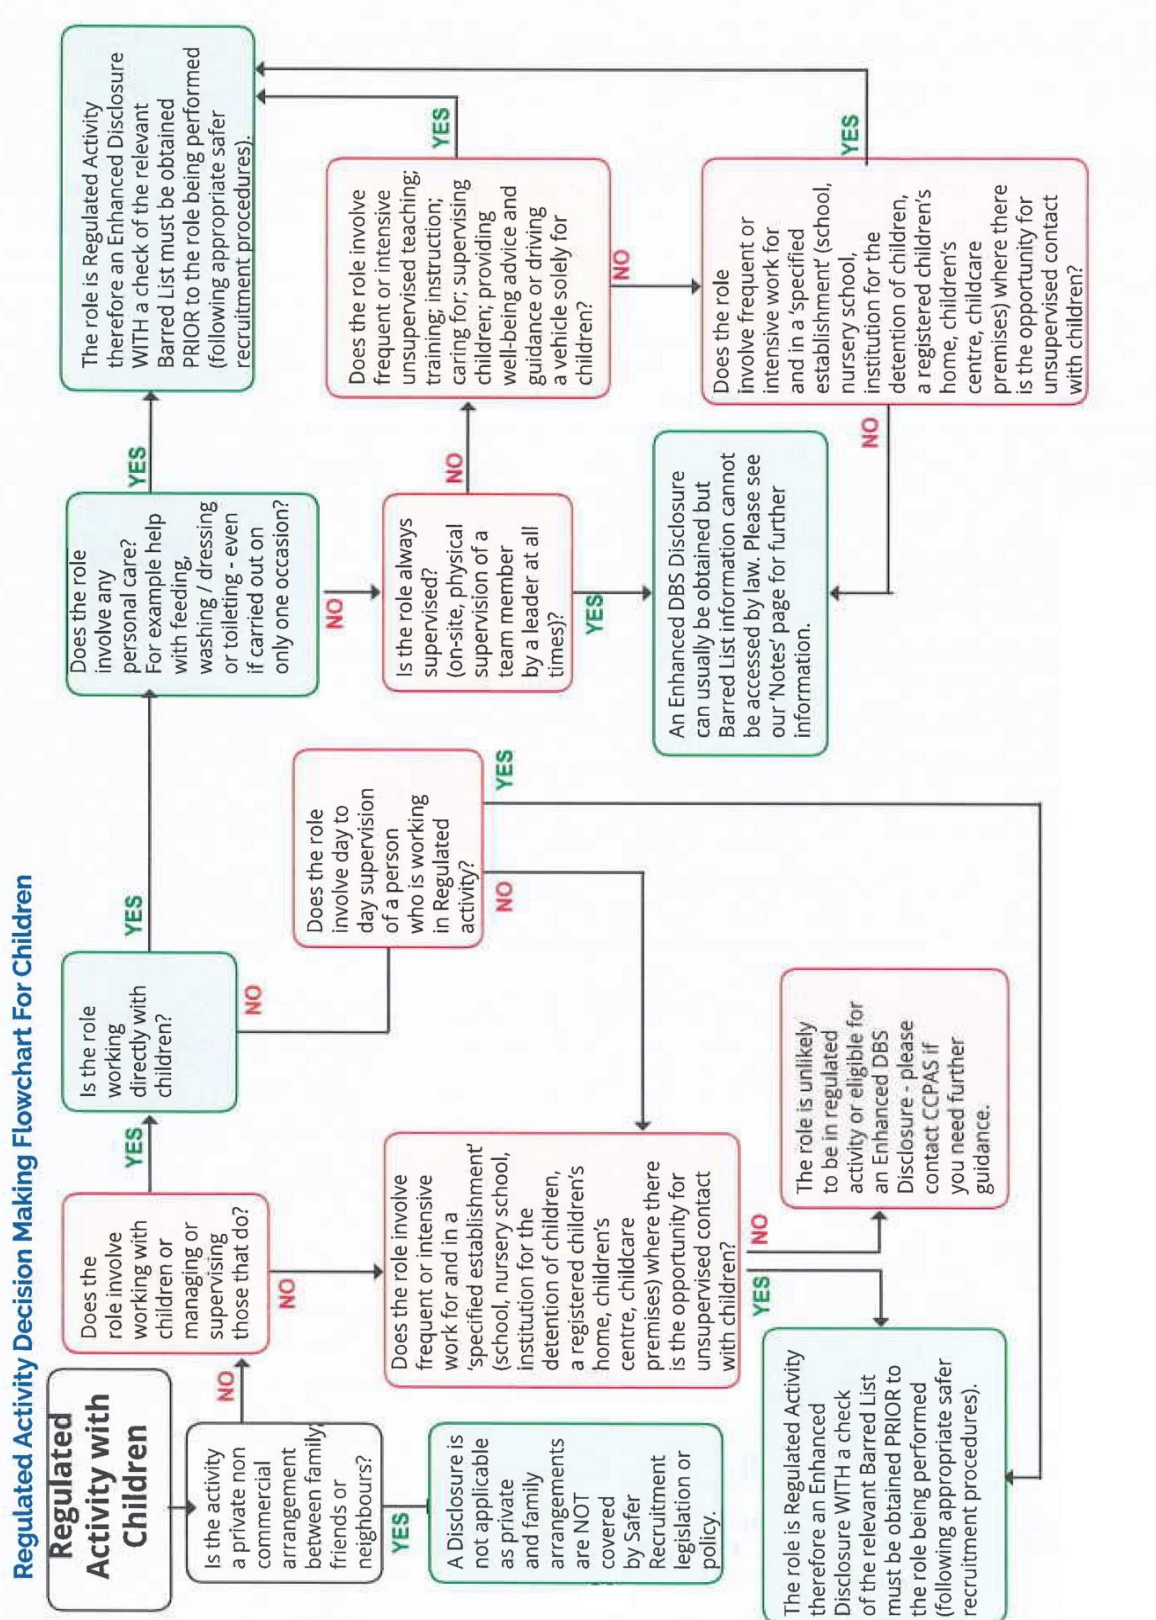 Regulated Activity Decision Making Flowchart For Children
Regulated
Activity with
Children
Is the activity
a private non
commercial
arrangement
between family,
friends or
neighbours?
YES
NO
A Disclosure is
not applicable
as private
and family
arrangements
are NOT
covered
by Safer
Recruitment
legislation or
policy.
Does the
role involve
working with
children or
managing or
supervising
those that do?
YES
NO
Is the role
working
directly with
children?
YES
NO
Does the role
involve any
personal care?
For example help
with feeding,
washing / dressing
or toileting - even
if carried out on
only one occasion?
YES
NO
The role is Regulated Activity
therefore an Enhanced Disclosure
WITH a check of the relevant
Barred List must be obtained
PRIOR to the role being performed
(following appropriate safer
recruitment procedures).
Does the role
involve day to
day supervision
of a person
who is working
in Regulated
activity?
NO
YES
Is the role always
supervised?
(on-site, physical
supervision of a
team member
by a leader at all
times)?
NO
YES
Does the role involve
frequent or intensive
unsupervised teaching;
training; instruction;
caring for; supervising
children; providing
well-being advice and
guidance or driving
a vehicle solely for
children?
YES
NO
Does the role involve
frequent or intensive
work for and in a
'specified establishment'
(school, nursery school,
institution for the
detention of children,
a registered children's
home, children's
centre, childcare
premises) where there
is the opportunity for
unsupervised contact
with children?
YES
NO
An Enhanced DBS Disclosure
can usually be obtained but
Barred List information cannot
be accessed by law. Please see
our 'Notes' page for further
information.
Does the role
involve frequent or
intensive work for
and in a 'specified
establishment' (school,
nursery school,
institution for the
detention of children,
a registered children's
home, children's
centre, childcare
premises) where there
is the opportunity for
unsupervised contact
with children?
YES
NO
The role is Regulated Activity
therefore an Enhanced
Disclosure WITH a check
of the relevant Barred List
must be obtained PRIOR to
the role being performed
(following appropriate safer
recruitment procedures).
The role is unlikely
to be in regulated
activity or eligible for
an Enhanced DBS
Disclosure - please
contact CCPAS if
you need further
guidance.